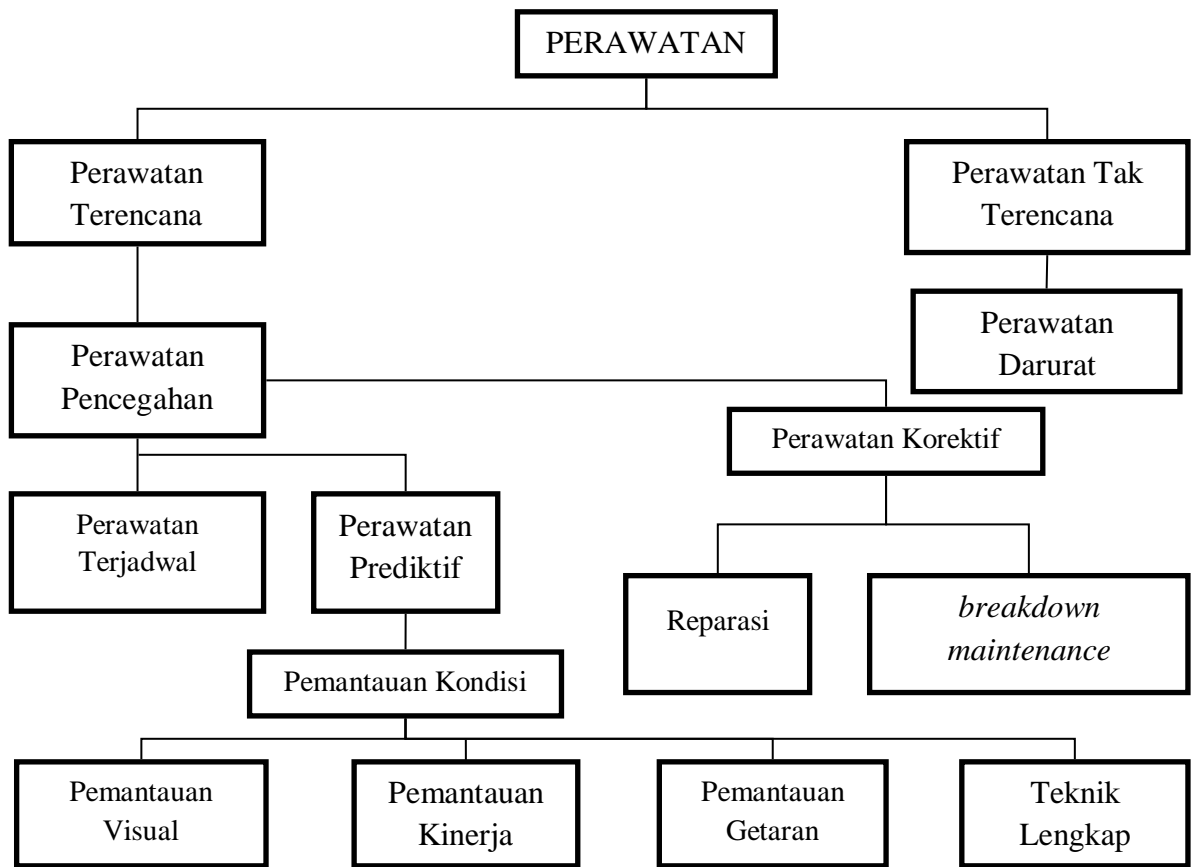 PERAWATAN
Perawatan
Terencana
Perawatan Tak
Terencana
Perawatan
Pencegahan
Perawatan
Darurat
Perawatan Korektif
Perawatan
Terjadwal
Perawatan
Prediktif
Reparasi
breakdown
maintenance
Pemantauan Kondisi
Pemantauan
Visual
Pemantauan
Kinerja
Pemantauan
Getaran
Teknik
Lengkap